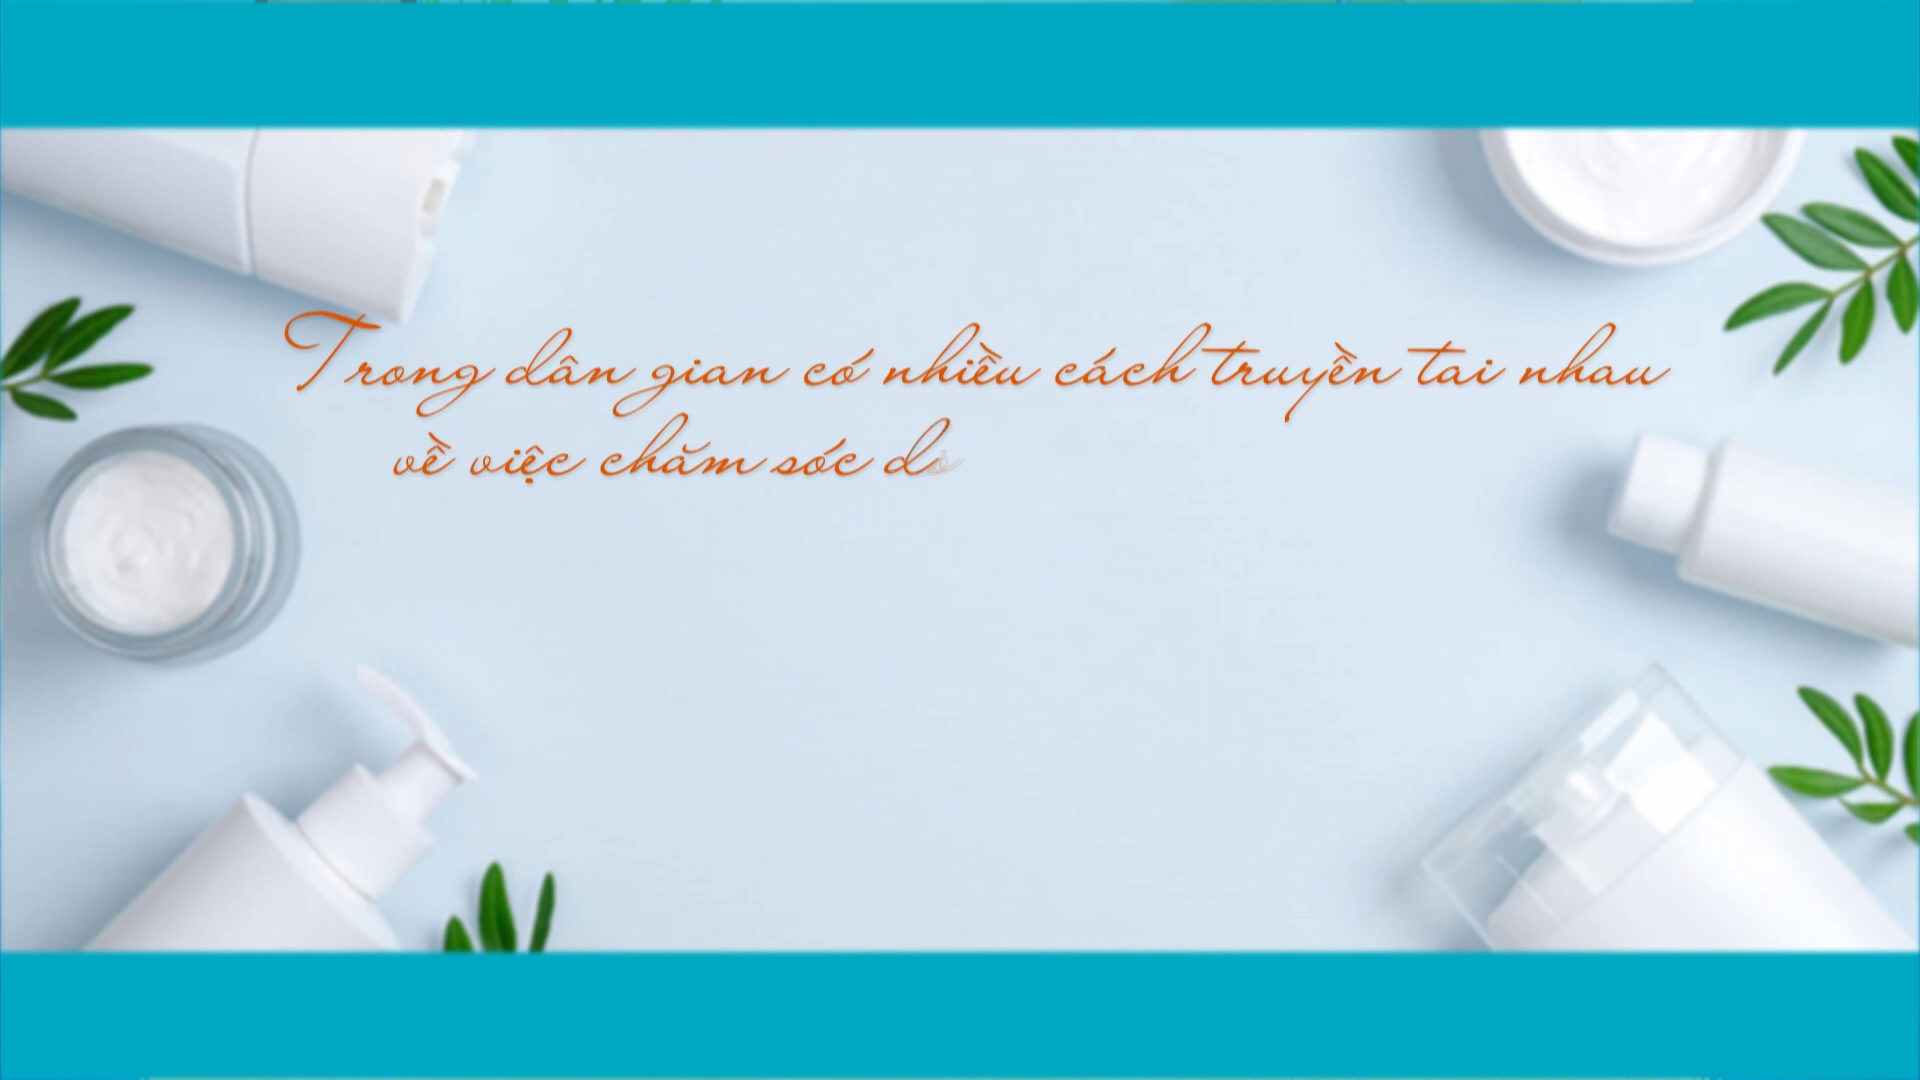 Trong dân gian có nhiều cách truyền tai nhau
về việc chăm sóc